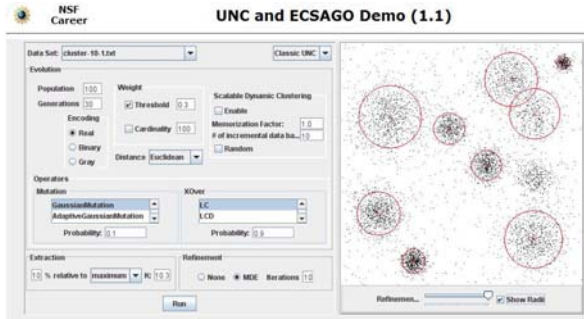 NSF
Career
UNC and ECSAGO Demo (1.1)
Data Set: cluster-10-1.txt
Classic UNC
Evolution
Population 100
Generations 30
Encoding
Real
Binary
Gray
Weight
Threshold 0.3
Cardinality 100
Distance Euclidean
Scalable Dynamic Clustering
Enable
Memorization Factor: 1.0
# of incremental data ba... 10
Random
Operators
Mutation
GaussianMutation
AdaptiveGaussianMutation
Probability: 0.1
XOver
LC
LCD
Probability: 0.9
Extraction
10 % relative to maximum K: 10.3
Refinement
None MDE Iterations 10
Run
Refinemen...
Show Radii